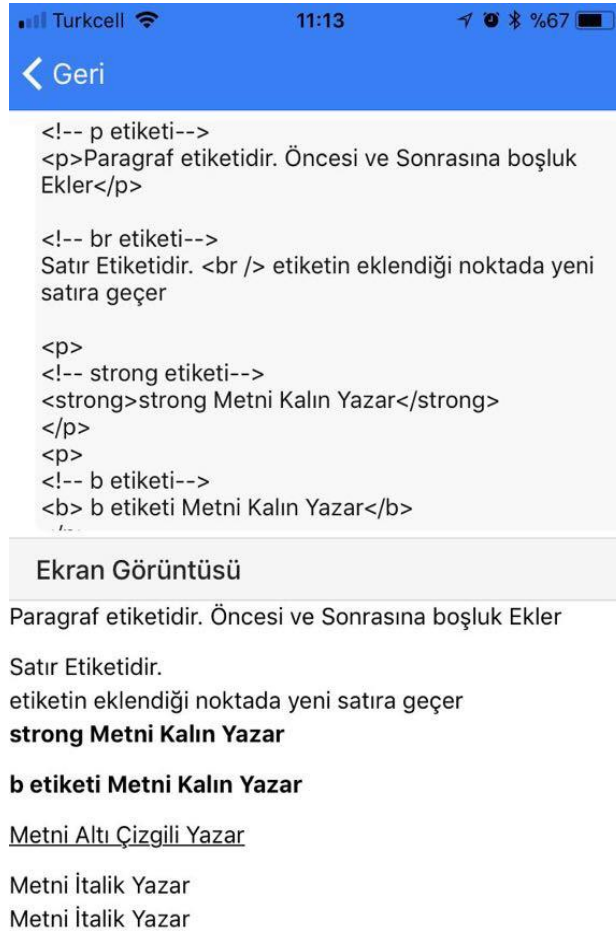 Turkcell 11:13 %67
Geri
<!-- p etiketi-->
<p>Paragraf etiketidir. Öncesi ve Sonrasına boşluk
Ekler</p>
<!-- br etiketi-->
Satır Etiketidir. <br /> etiketin eklendiği noktada yeni
satıra geçer
<p>
<!-- strong etiketi-->
<strong>strong Metni Kalın Yazar</strong>
</p>
<p>
<!-- b etiketi-->
<b> b etiketi Metni Kalın Yazar</b>
Ekran Görüntüsü
Paragraf etiketidir. Öncesi ve Sonrasına boşluk Ekler
Satır Etiketidir.
etiketin eklendiği noktada yeni satıra geçer
strong Metni Kalın Yazar
b etiketi Metni Kalın Yazar
Metni Altı Çizgili Yazar
Metni İtalik Yazar
Metni İtalik Yazar